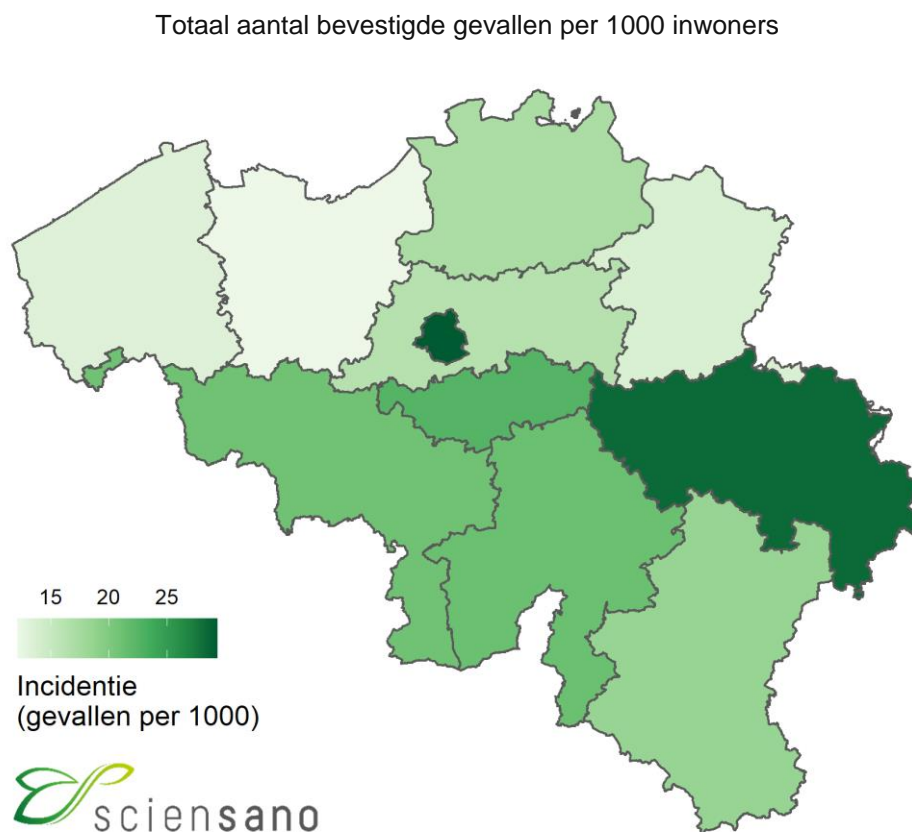 Totaal aantal bevestigde gevallen per 1000 inwoners
15 20 25
Incidentie
(gevallen per 1000)
sciensano